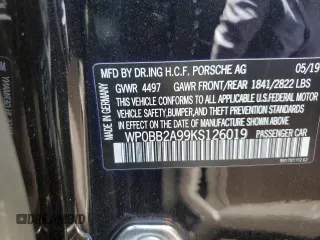 MFD BY DR.ING H.C.F. PORSCHE AG 05/19
GVWR 4497 GAWR FRONT/REAR 1841/2822 LBS
MADE IN GERMANY
THIS VEHICLE CONFORMS TO ALL APPLICABLE FEDERAL MOTOR VEHICLE
SAFETY, BUMPER AND THEFT PREVENTION STANDARDS IN EFFECT
ON THE DATE OF MANUFACTURE SHOWN ABOVE
WP0BB2A99KS126019 PASSENGER CAR